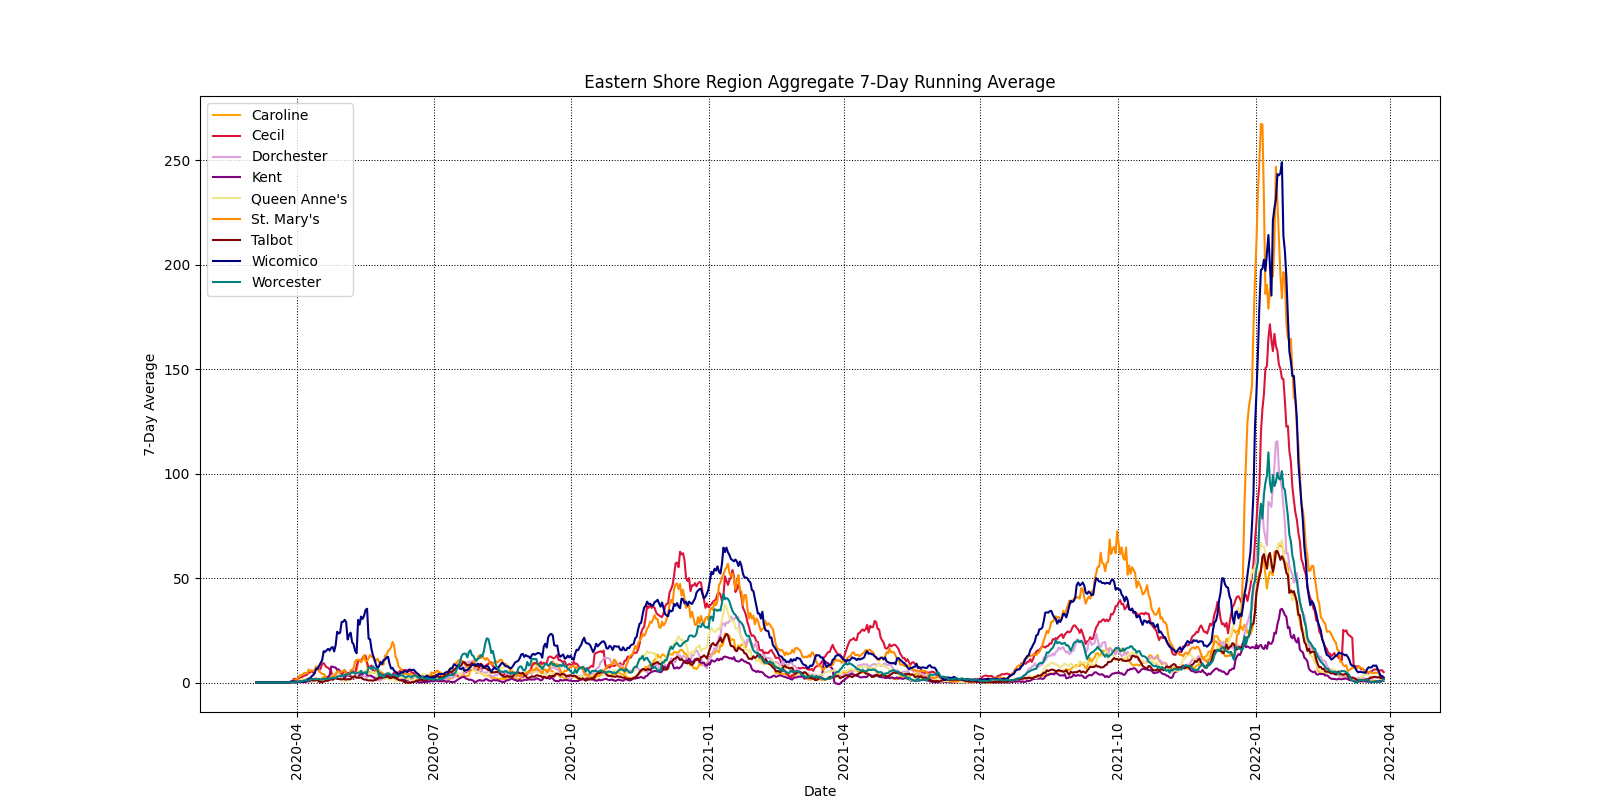 Eastern Shore Region Aggregate 7-Day Running Average
Caroline
Cecil
Dorchester
Kent
Queen Anne's
St. Mary's
Talbot
Wicomico
Worcester
7-Day Average
250
200
150
100
50
0
2020-04
2020-07
2020-10
2021-01
2021-04
2021-07
2021-10
2022-01
2022-04
Date